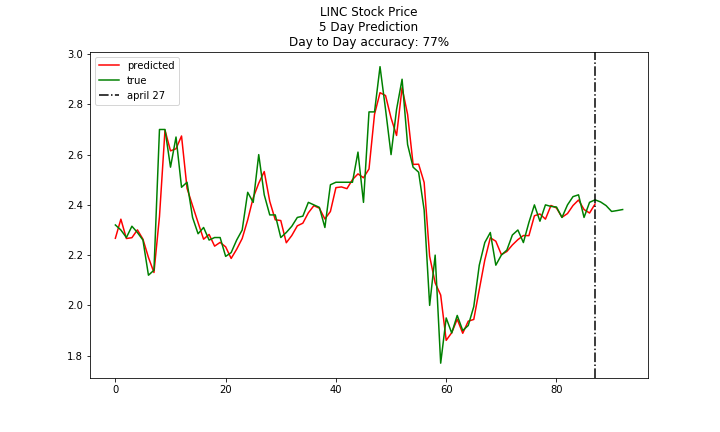 LINC Stock Price
5 Day Prediction
Day to Day accuracy: 77%
3.0
predicted
true
april 27
2.8
2.6
2.4
2.2
2.0
1.8
0 20 40 60 80